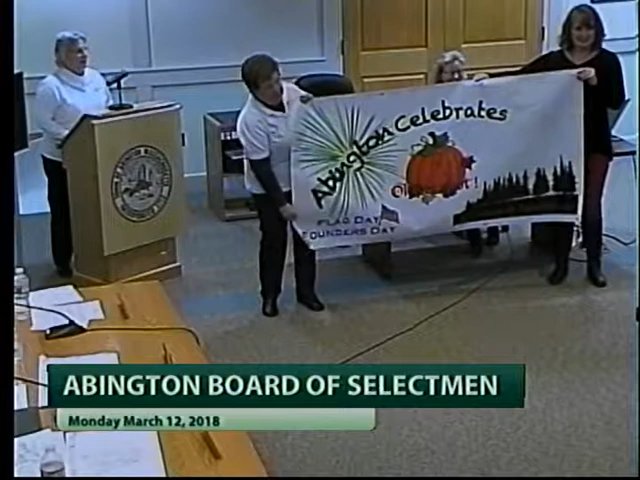 Abington Celebrates
FLAG DAY
FOUNDERS DAY
ABINGTON BOARD OF SELECTMEN
Monday March 12, 2018